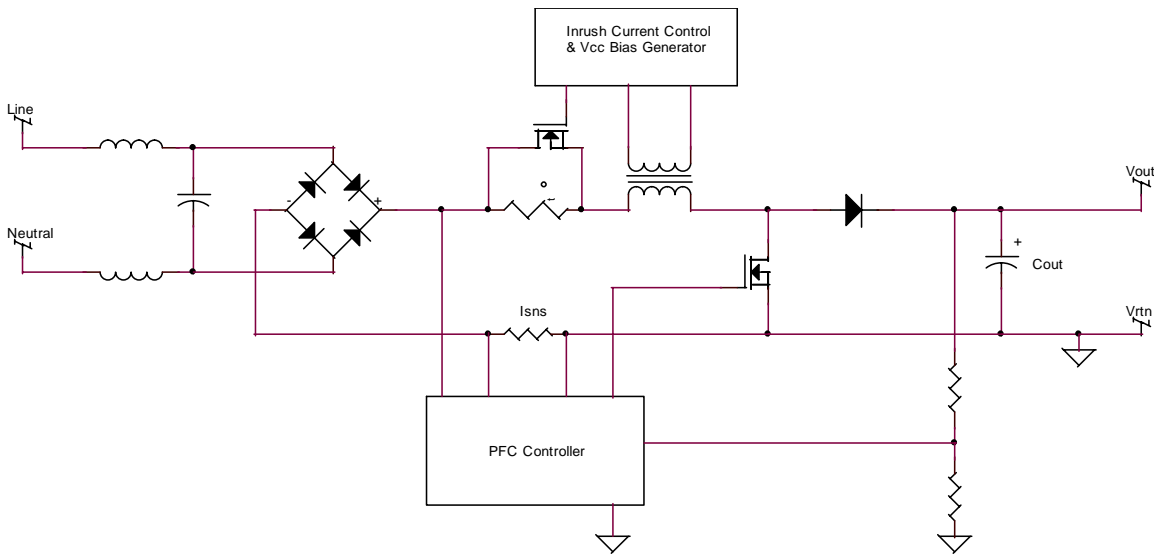 Inrush Current Control
& Vcc Bias Generator
Line
Neutral
-
+
t
Vout
+
Cout
Isns
Vrtn
PFC Controller